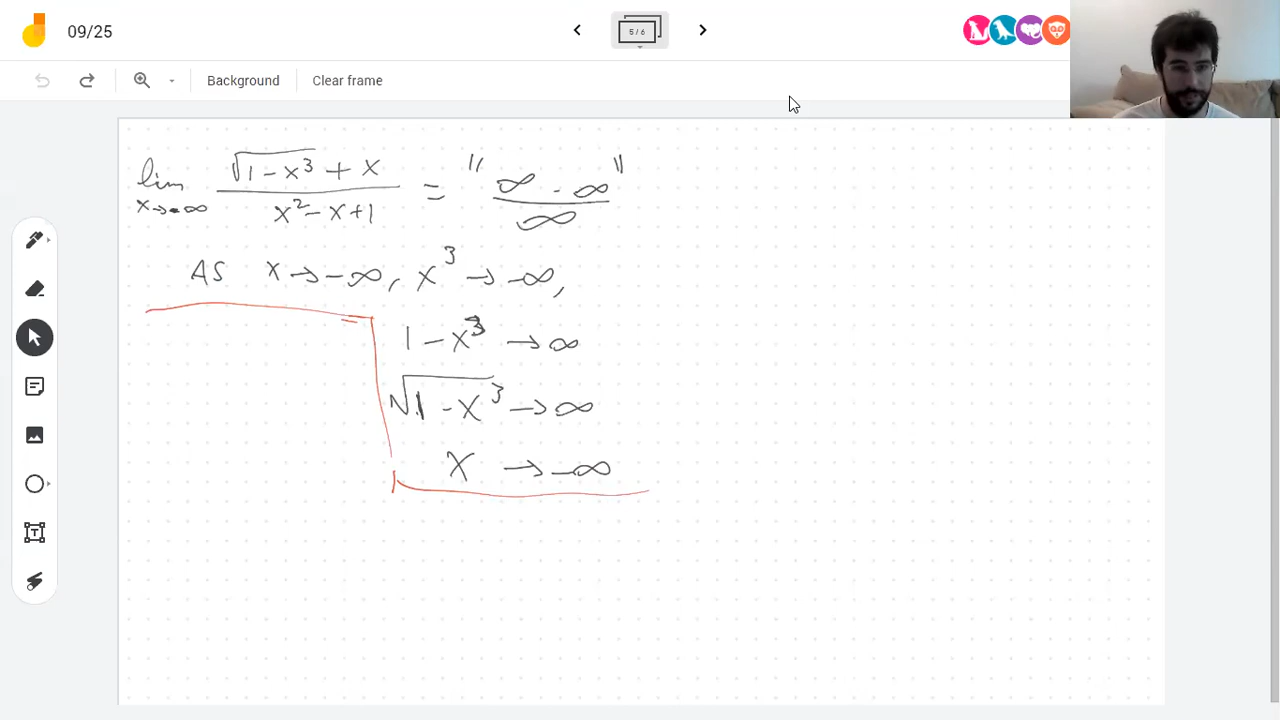 09/25
5 / 6
Background
Clear frame
lim x→-∞ (√(1 - x³) + x)/(x² - x + 1) = "(∞ - ∞)/∞"
AS x → -∞, x³ → -∞,
1 - x³ → ∞
√(1 - x³) → ∞
x → -∞